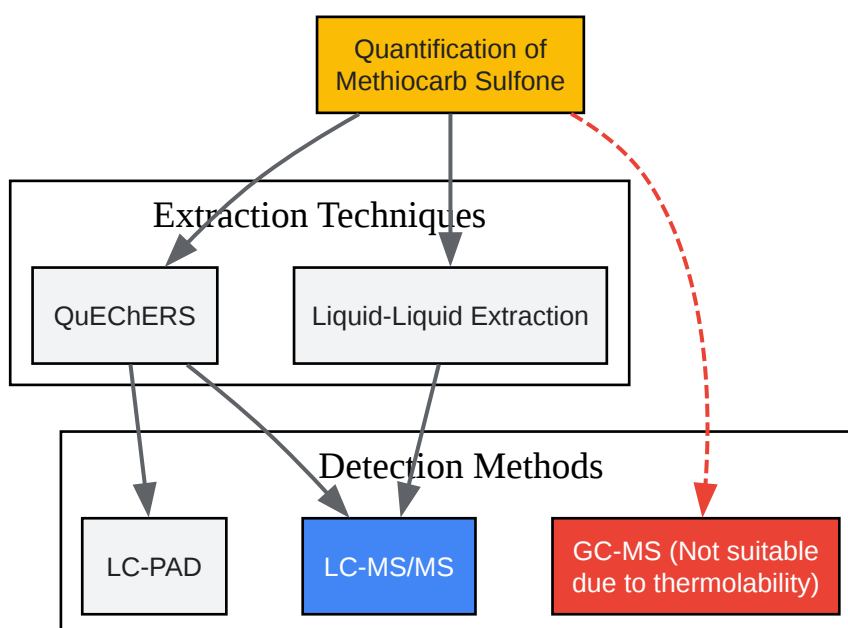 Quantification of
Methiocarb Sulfone
Extraction Techniques
QuEChERS
Liquid-Liquid Extraction
Detection Methods
LC-PAD
LC-MS/MS
GC-MS (Not suitable
due to thermolability)